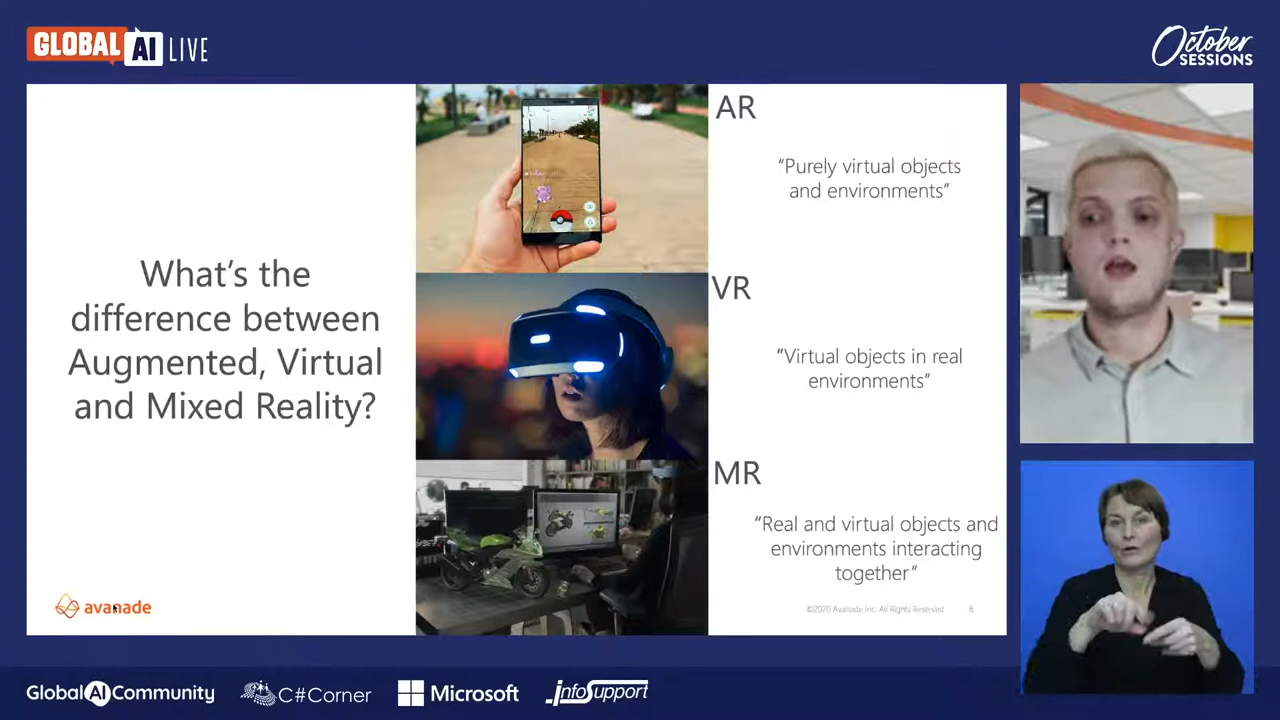 GLOBAL AI LIVE
October
SESSIONS
What's the
difference between
Augmented, Virtual
and Mixed Reality?
AR
“Purely virtual objects
and environments”
VR
“Virtual objects in real
environments”
MR
“Real and virtual objects and
environments interacting
together”
avanade
©2020 Avanade Inc. All Rights Reserved
6
Global AI Community
C#Corner
Microsoft
infoSupport